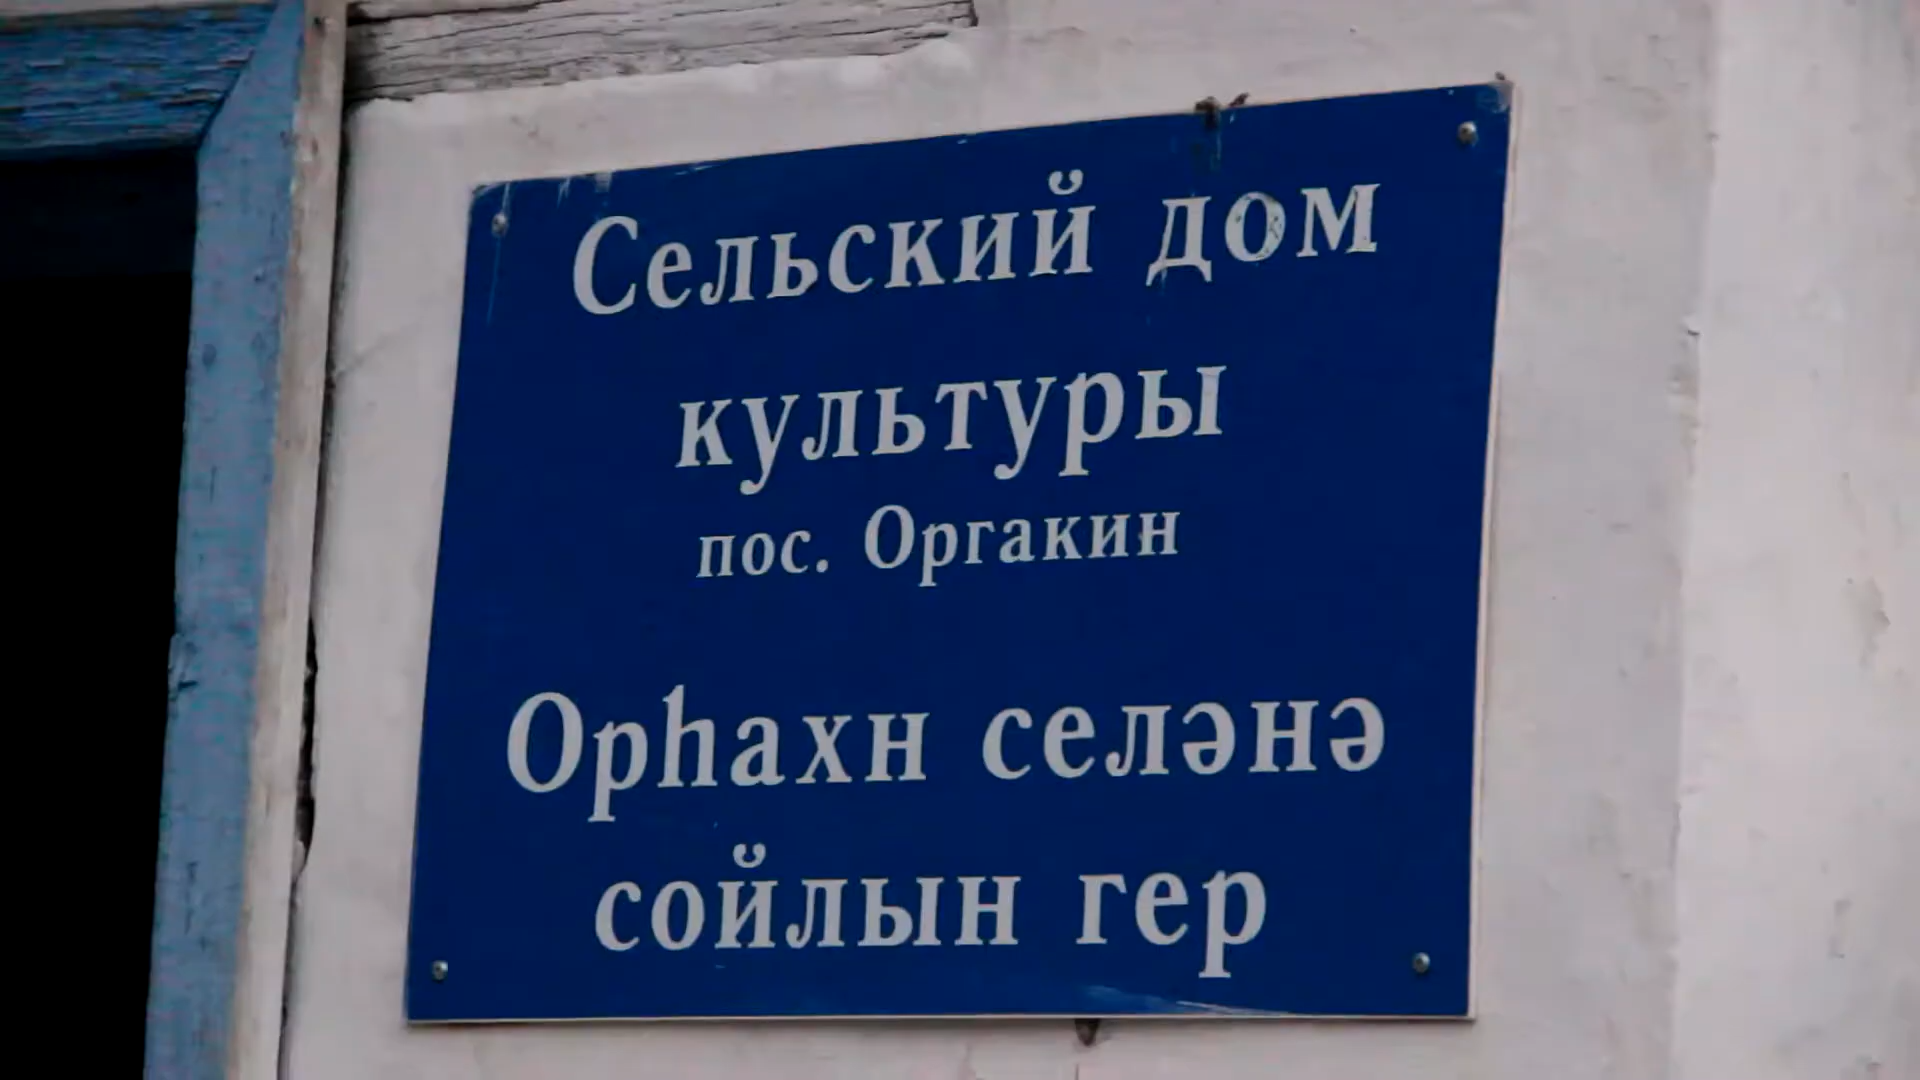 Сельский дом
культуры
пос. Оргакин
Орһахн селәнә
сойлын гер